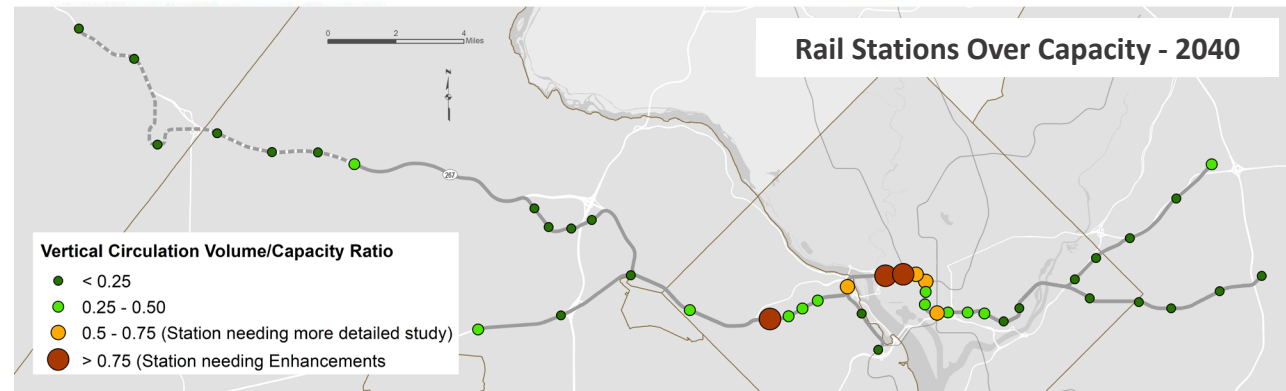 Rail Stations Over Capacity - 2040
0 2 4
Miles
N
267
Vertical Circulation Volume/Capacity Ratio
< 0.25
0.25 - 0.50
0.5 - 0.75 (Station needing more detailed study)
> 0.75 (Station needing Enhancements